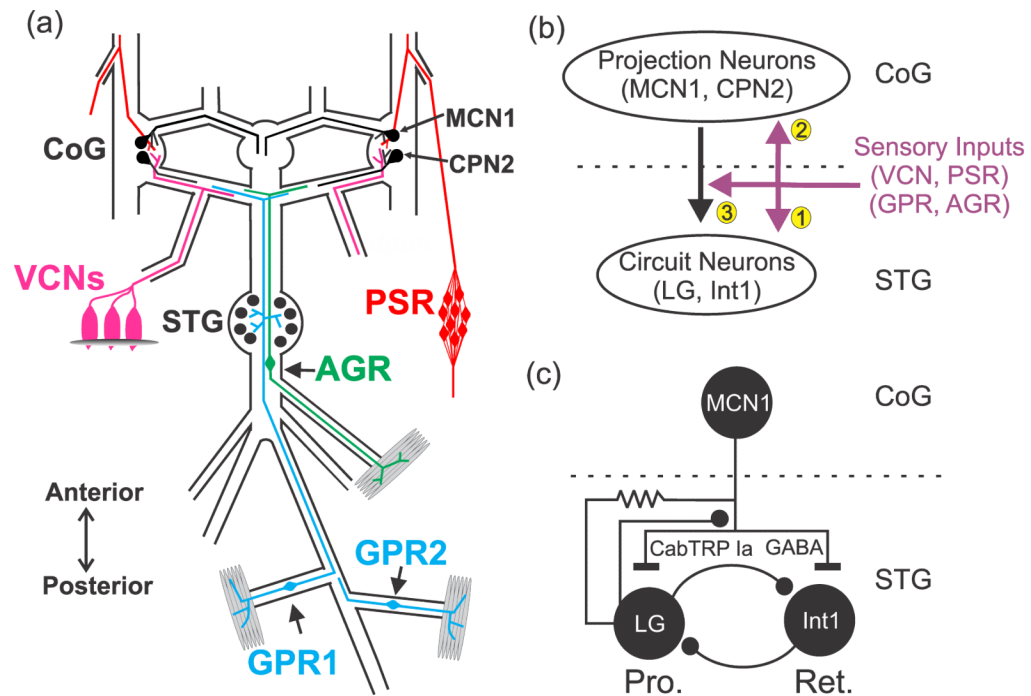 (a)
MCN1
CoG
CPN2
VCNs
STG
PSR
AGR
Anterior
Posterior
GPR2
GPR1
(b)
Projection Neurons
(MCN1, CPN2)
CoG
2
Sensory Inputs
(VCN, PSR)
(GPR, AGR)
3
1
Circuit Neurons
(LG, Int1)
STG
(c)
MCN1
CoG
CabTRP Ia GABA
STG
LG
Int1
Pro.
Ret.